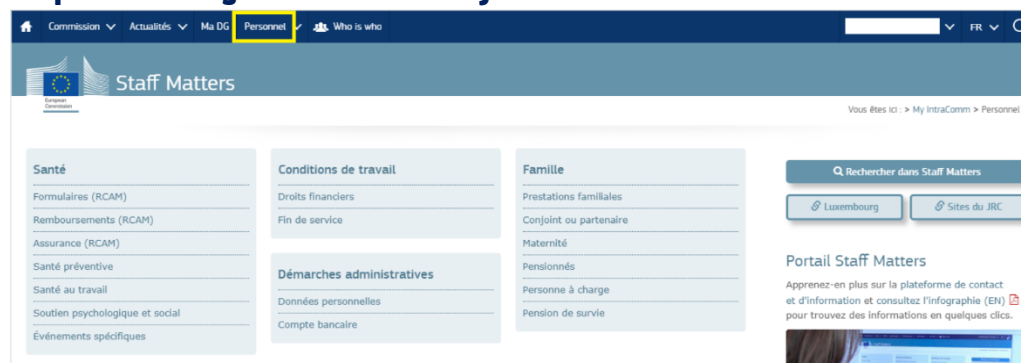 Commission Actualités Ma DG Personnel Who is who FR
Staff Matters
European
Commission
Vous êtes ici : > My IntraComm > Personnel
Santé
Formulaires (RCAM)
Remboursements (RCAM)
Assurance (RCAM)
Santé préventive
Santé au travail
Soutien psychologique et social
Événements spécifiques
Conditions de travail
Droits financiers
Fin de service
Démarches administratives
Données personnelles
Compte bancaire
Famille
Prestations familiales
Conjoint ou partenaire
Maternité
Pensionnés
Personne à charge
Pension de survie
Rechercher dans Staff Matters
Luxembourg Sites du JRC
Portail Staff Matters
Apprenez-en plus sur la plateforme de contact
et d'information et consultez l'infographie (EN)
pour trouvez des informations en quelques clics.